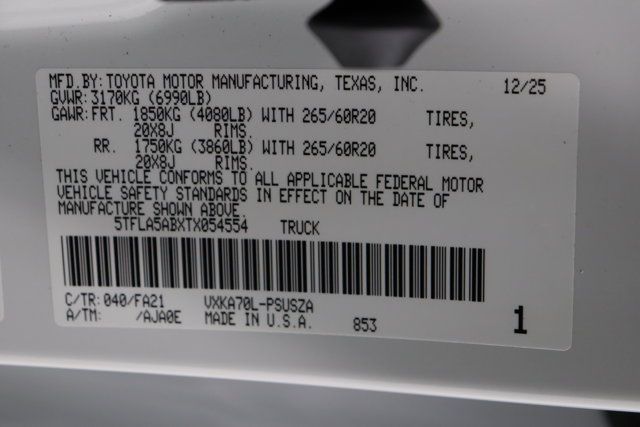 MFD.BY: TOYOTA MOTOR MANUFACTURING, TEXAS, INC. 12/25
GVWR: 3170KG (6990LB)
GAWR: FRT. 1850KG (4080LB) WITH 265/60R20 TIRES,
20X8J RIMS.
RR. 1750KG (3860LB) WITH 265/60R20 TIRES,
20X8J RIMS.
THIS VEHICLE CONFORMS TO ALL APPLICABLE FEDERAL MOTOR
VEHICLE SAFETY STANDARDS IN EFFECT ON THE DATE OF
MANUFACTURE SHOWN ABOVE.
5TFLA5ABXTX054554 TRUCK
C/TR: 040/FA21 VXKA70L-PSUSZA
A/TM: /AJA0E MADE IN U.S.A. 853 1